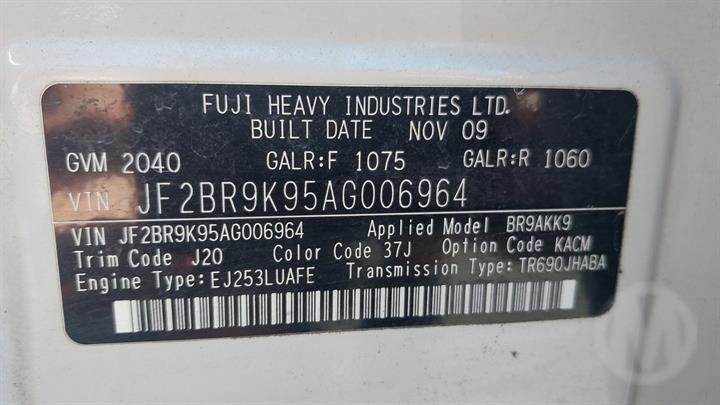 FUJI HEAVY INDUSTRIES LTD.
BUILT DATE NOV 09
GVM 2040 GALR:F 1075 GALR:R 1060
VIN JF2BR9K95AG006964
VIN JF2BR9K95AG006964 Applied Model BR9AKK9
Trim Code J20 Color Code 37J Option Code KACM
Engine Type:EJ253LUAFE Transmission Type:TR690JHABA
M